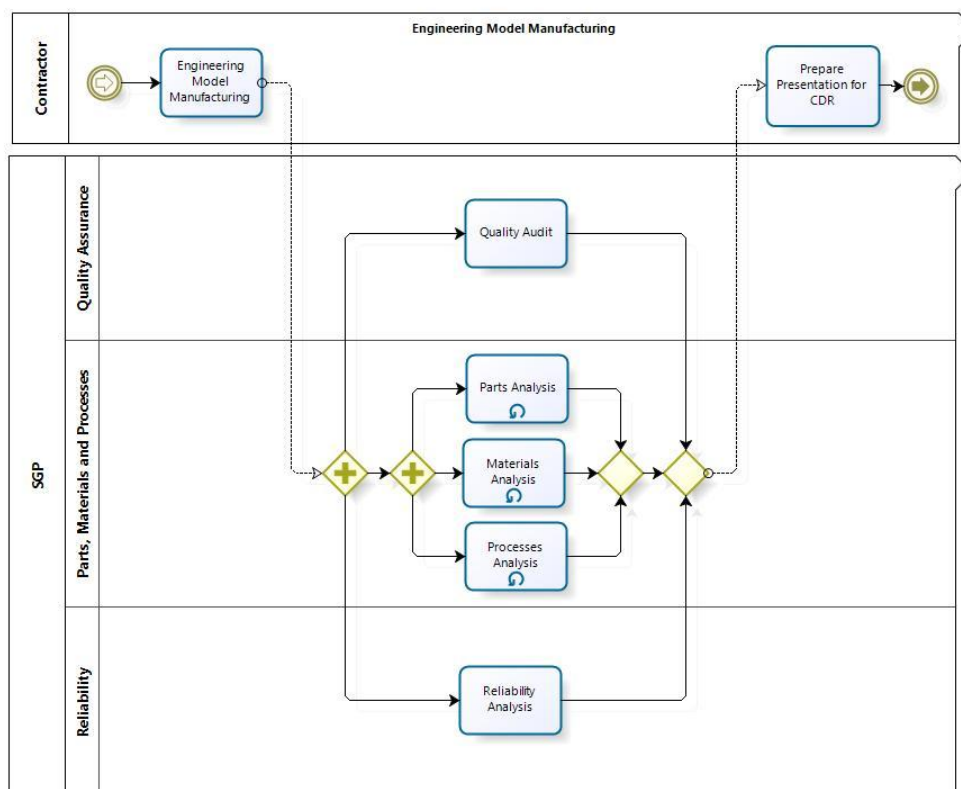 Engineering Model Manufacturing
Contractor
Engineering
Model
Manufacturing
Prepare
Presentation for
CDR
SGP
Quality Assurance
Quality Audit
Parts, Materials and Processes
Parts Analysis
Materials
Analysis
Processes
Analysis
Reliability
Reliability
Analysis